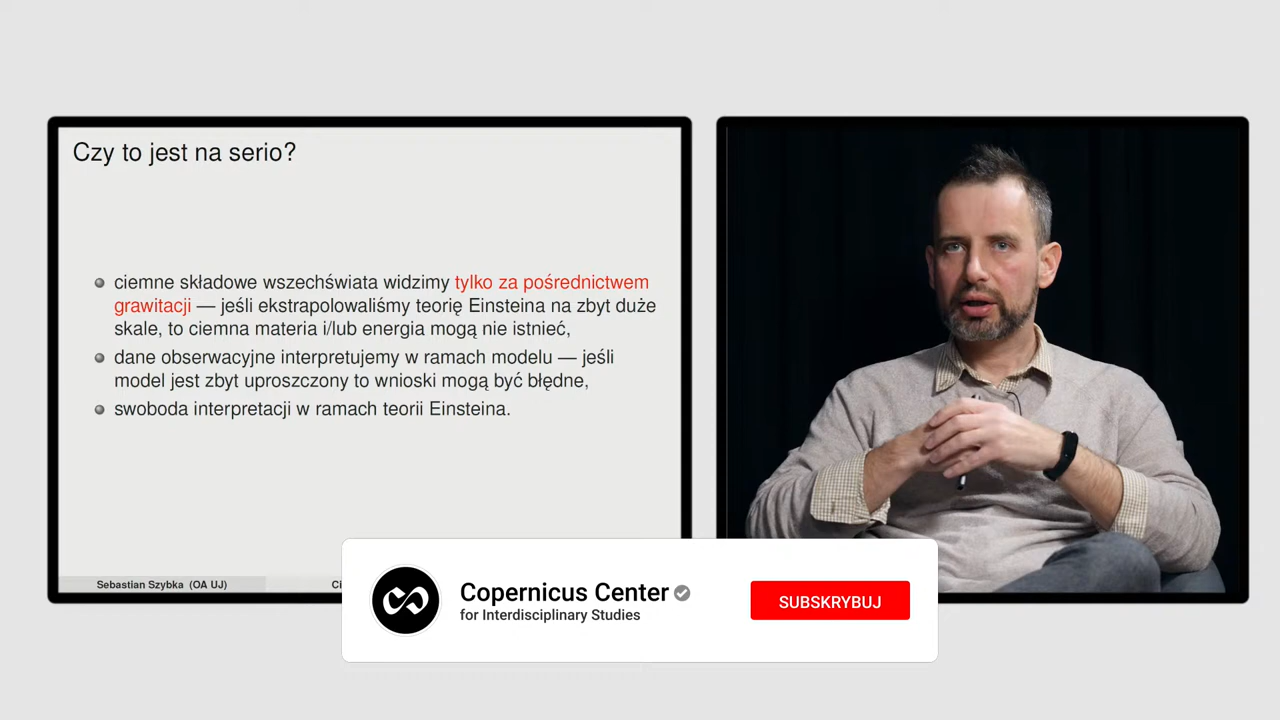 Czy to jest na serio?
ciemne składowe wszechświata widzimy tylko za pośrednictwem
grawitacji — jeśli ekstrapolowaliśmy teorię Einsteina na zbyt duże
skale, to ciemna materia i/lub energia mogą nie istnieć,
dane obserwacyjne interpretujemy w ramach modelu — jeśli
model jest zbyt uproszczony to wnioski mogą być błędne,
swoboda interpretacji w ramach teorii Einsteina.
Sebastian Szybka (OA UJ)
Copernicus Center
for Interdisciplinary Studies
SUBSKRYBUJ